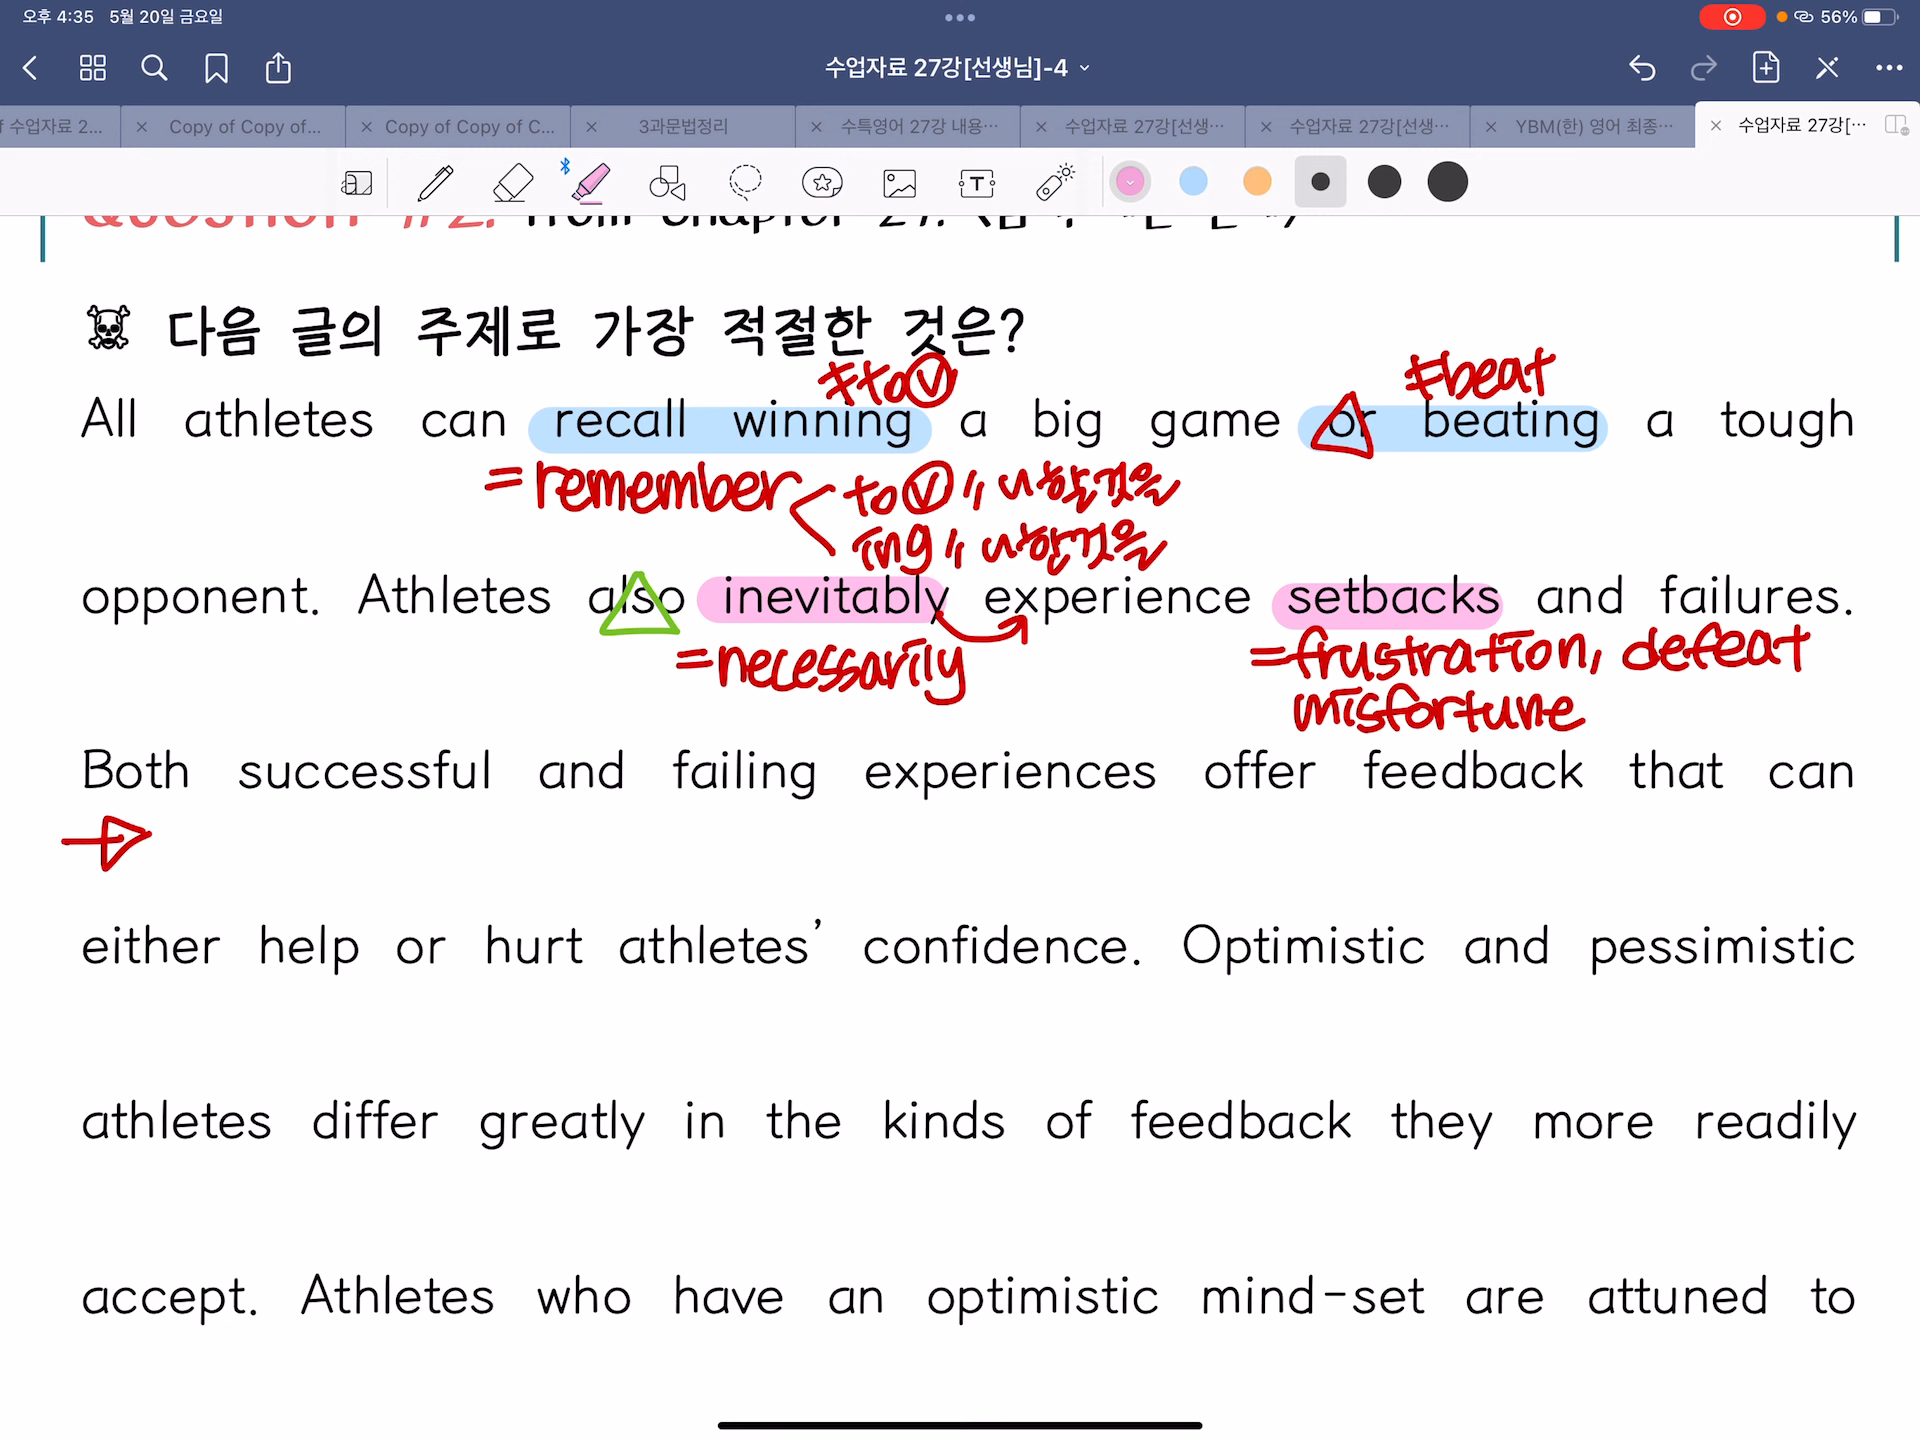 오후 4:35 5월 20일 금요일
56%
수업자료 27강[선생님]-4
수업자료 2... Copy of Copy of... Copy of Copy of C... 3과문법정리 수특영어 27강 내용… 수업자료 27강[선생… 수업자료 27강[선생… YBM(한) 영어 최종… 수업자료 27강[…
QUESTION #2. from chapter 27.
다음 글의 주제로 가장 적절한 것은?
≠to ⓥ ≠beat
All athletes can recall winning a big game or beating a tough
=remember to ⓥ
ing
opponent. Athletes also inevitably experience setbacks and failures.
=necessarily =frustration, defeat
misfortune
Both successful and failing experiences offer feedback that can
either help or hurt athletes’ confidence. Optimistic and pessimistic
athletes differ greatly in the kinds of feedback they more readily
accept. Athletes who have an optimistic mind-set are attuned to